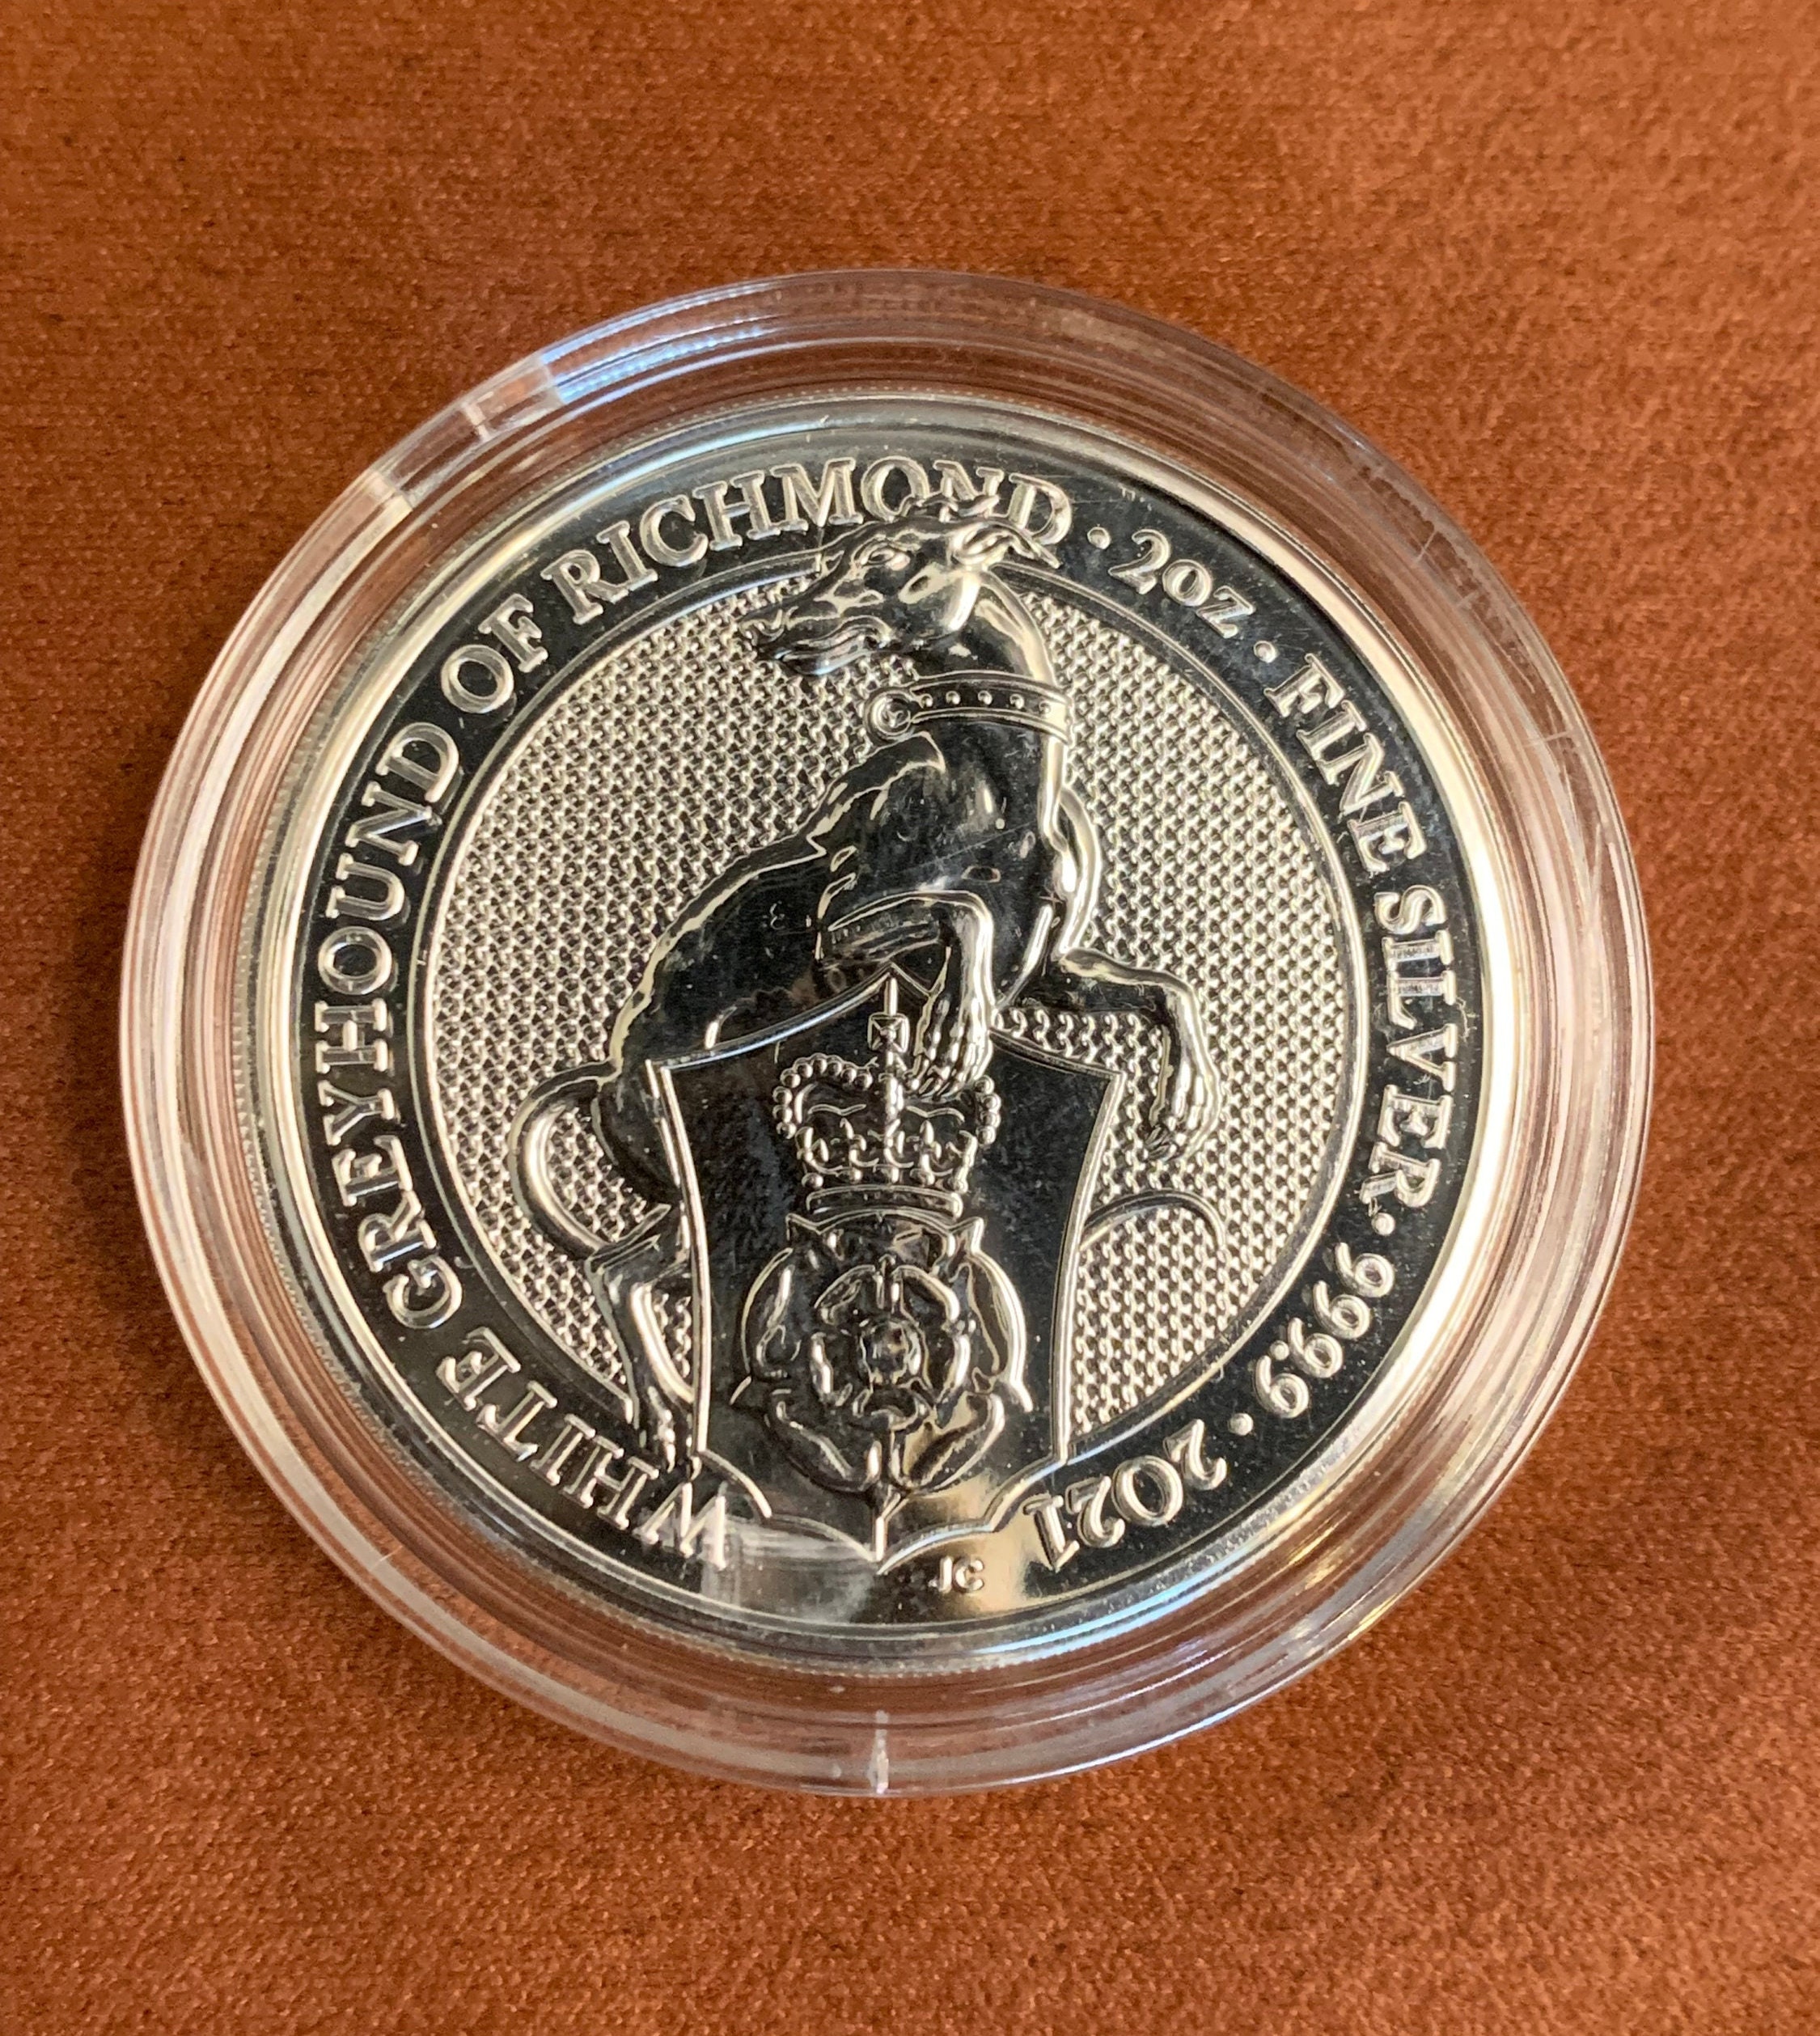 WHITE GREYHOUND OF RICHMOND · 2OZ · FINE SILVER · 9999 · 2021
JC